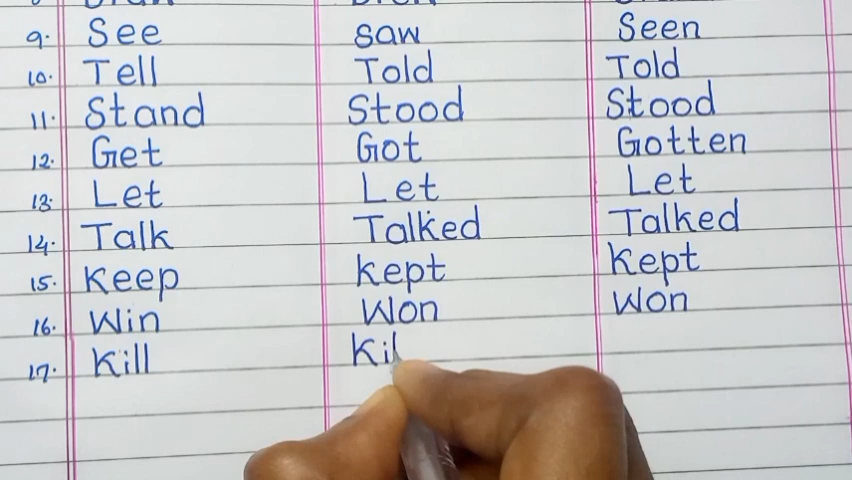 9. See saw Seen
10. Tell Told Told
11. Stand Stood Stood
12. Get Got Gotten
13. Let Let Let
14. Talk Talked Talked
15. Keep Kept Kept
16. Win Won Won
17. Kill Kil